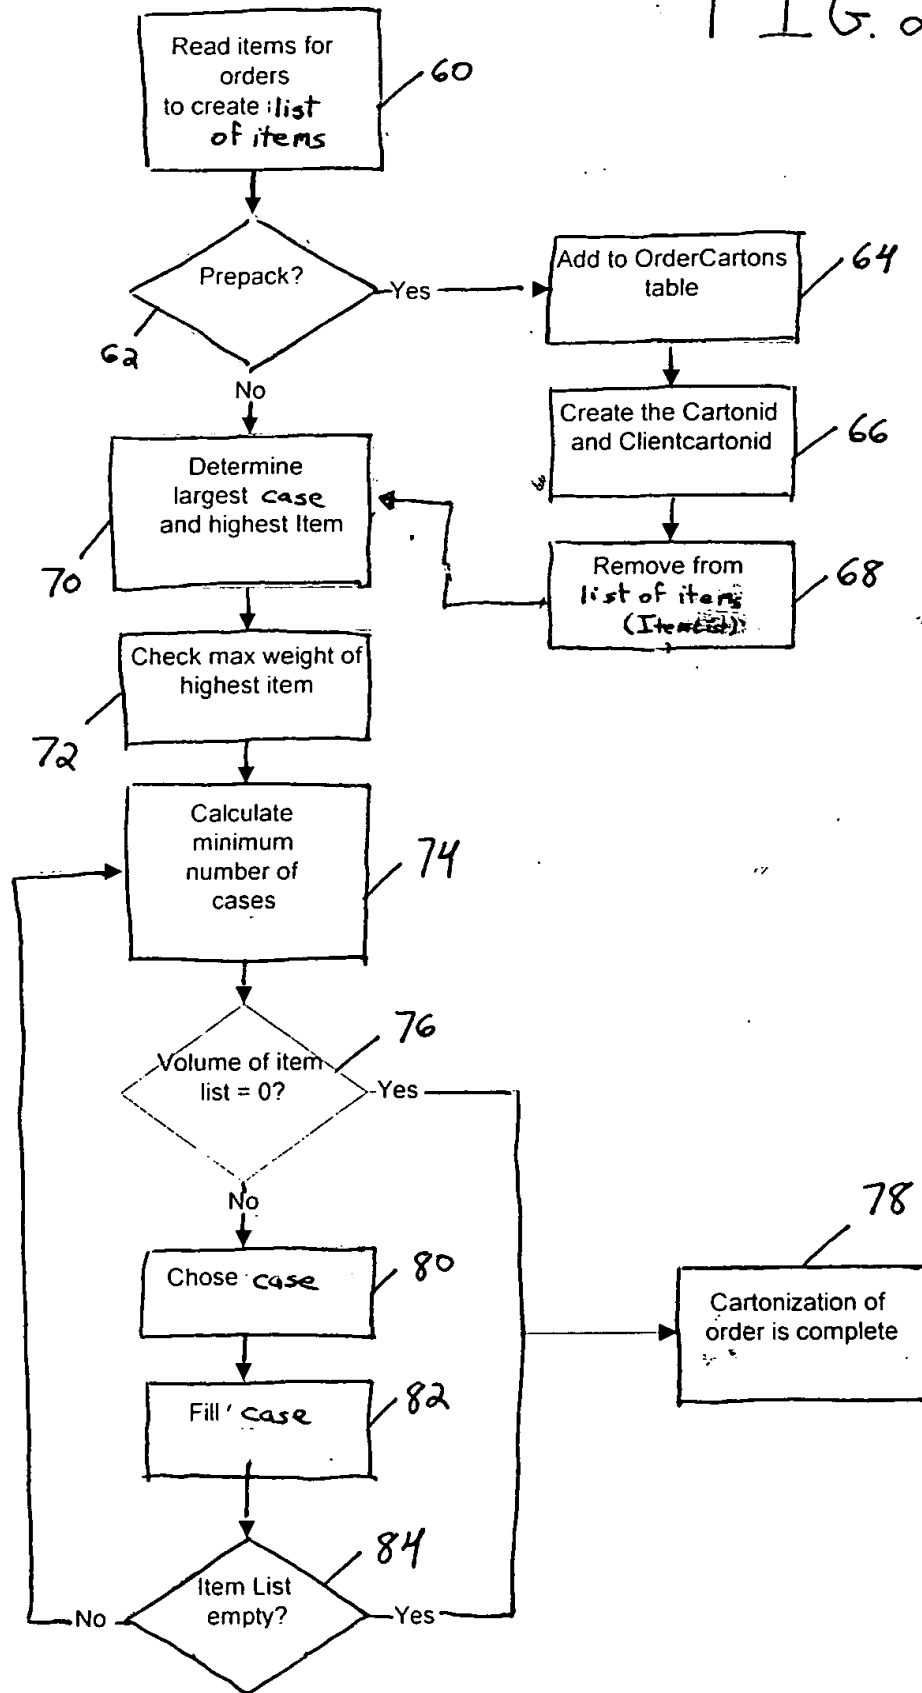 FIG.
Read items for
orders
to create list
of items
60
Prepack?
Yes
62
No
Add to OrderCartons
table
64
Create the Cartonid
and Clientcartonid
66
Remove from
list of items
(ItemList)
68
Determine
largest case
and highest Item
70
Check max weight of
highest item
72
Calculate
minimum
number of
cases
74
Volume of item
list = 0?
76
Yes
No
Chose case
80
Fill case
82
Item List
empty?
84
No
Yes
78
Cartonization of
order is complete